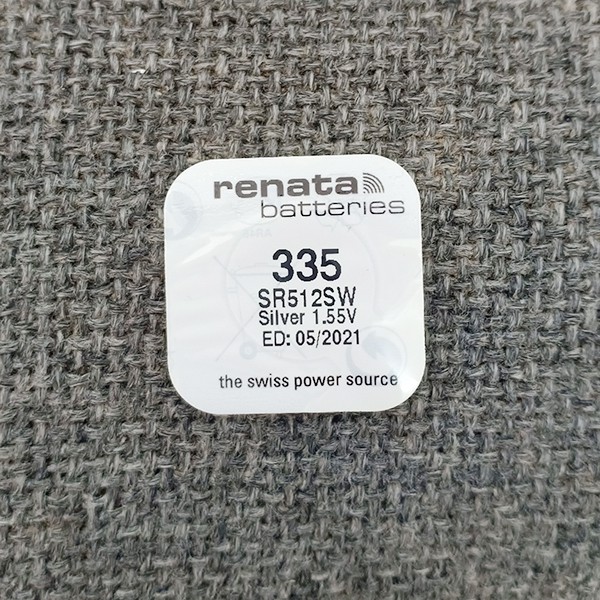 renata
batteries
335
SR512SW
Silver 1.55V
ED: 05/2021
the swiss power source